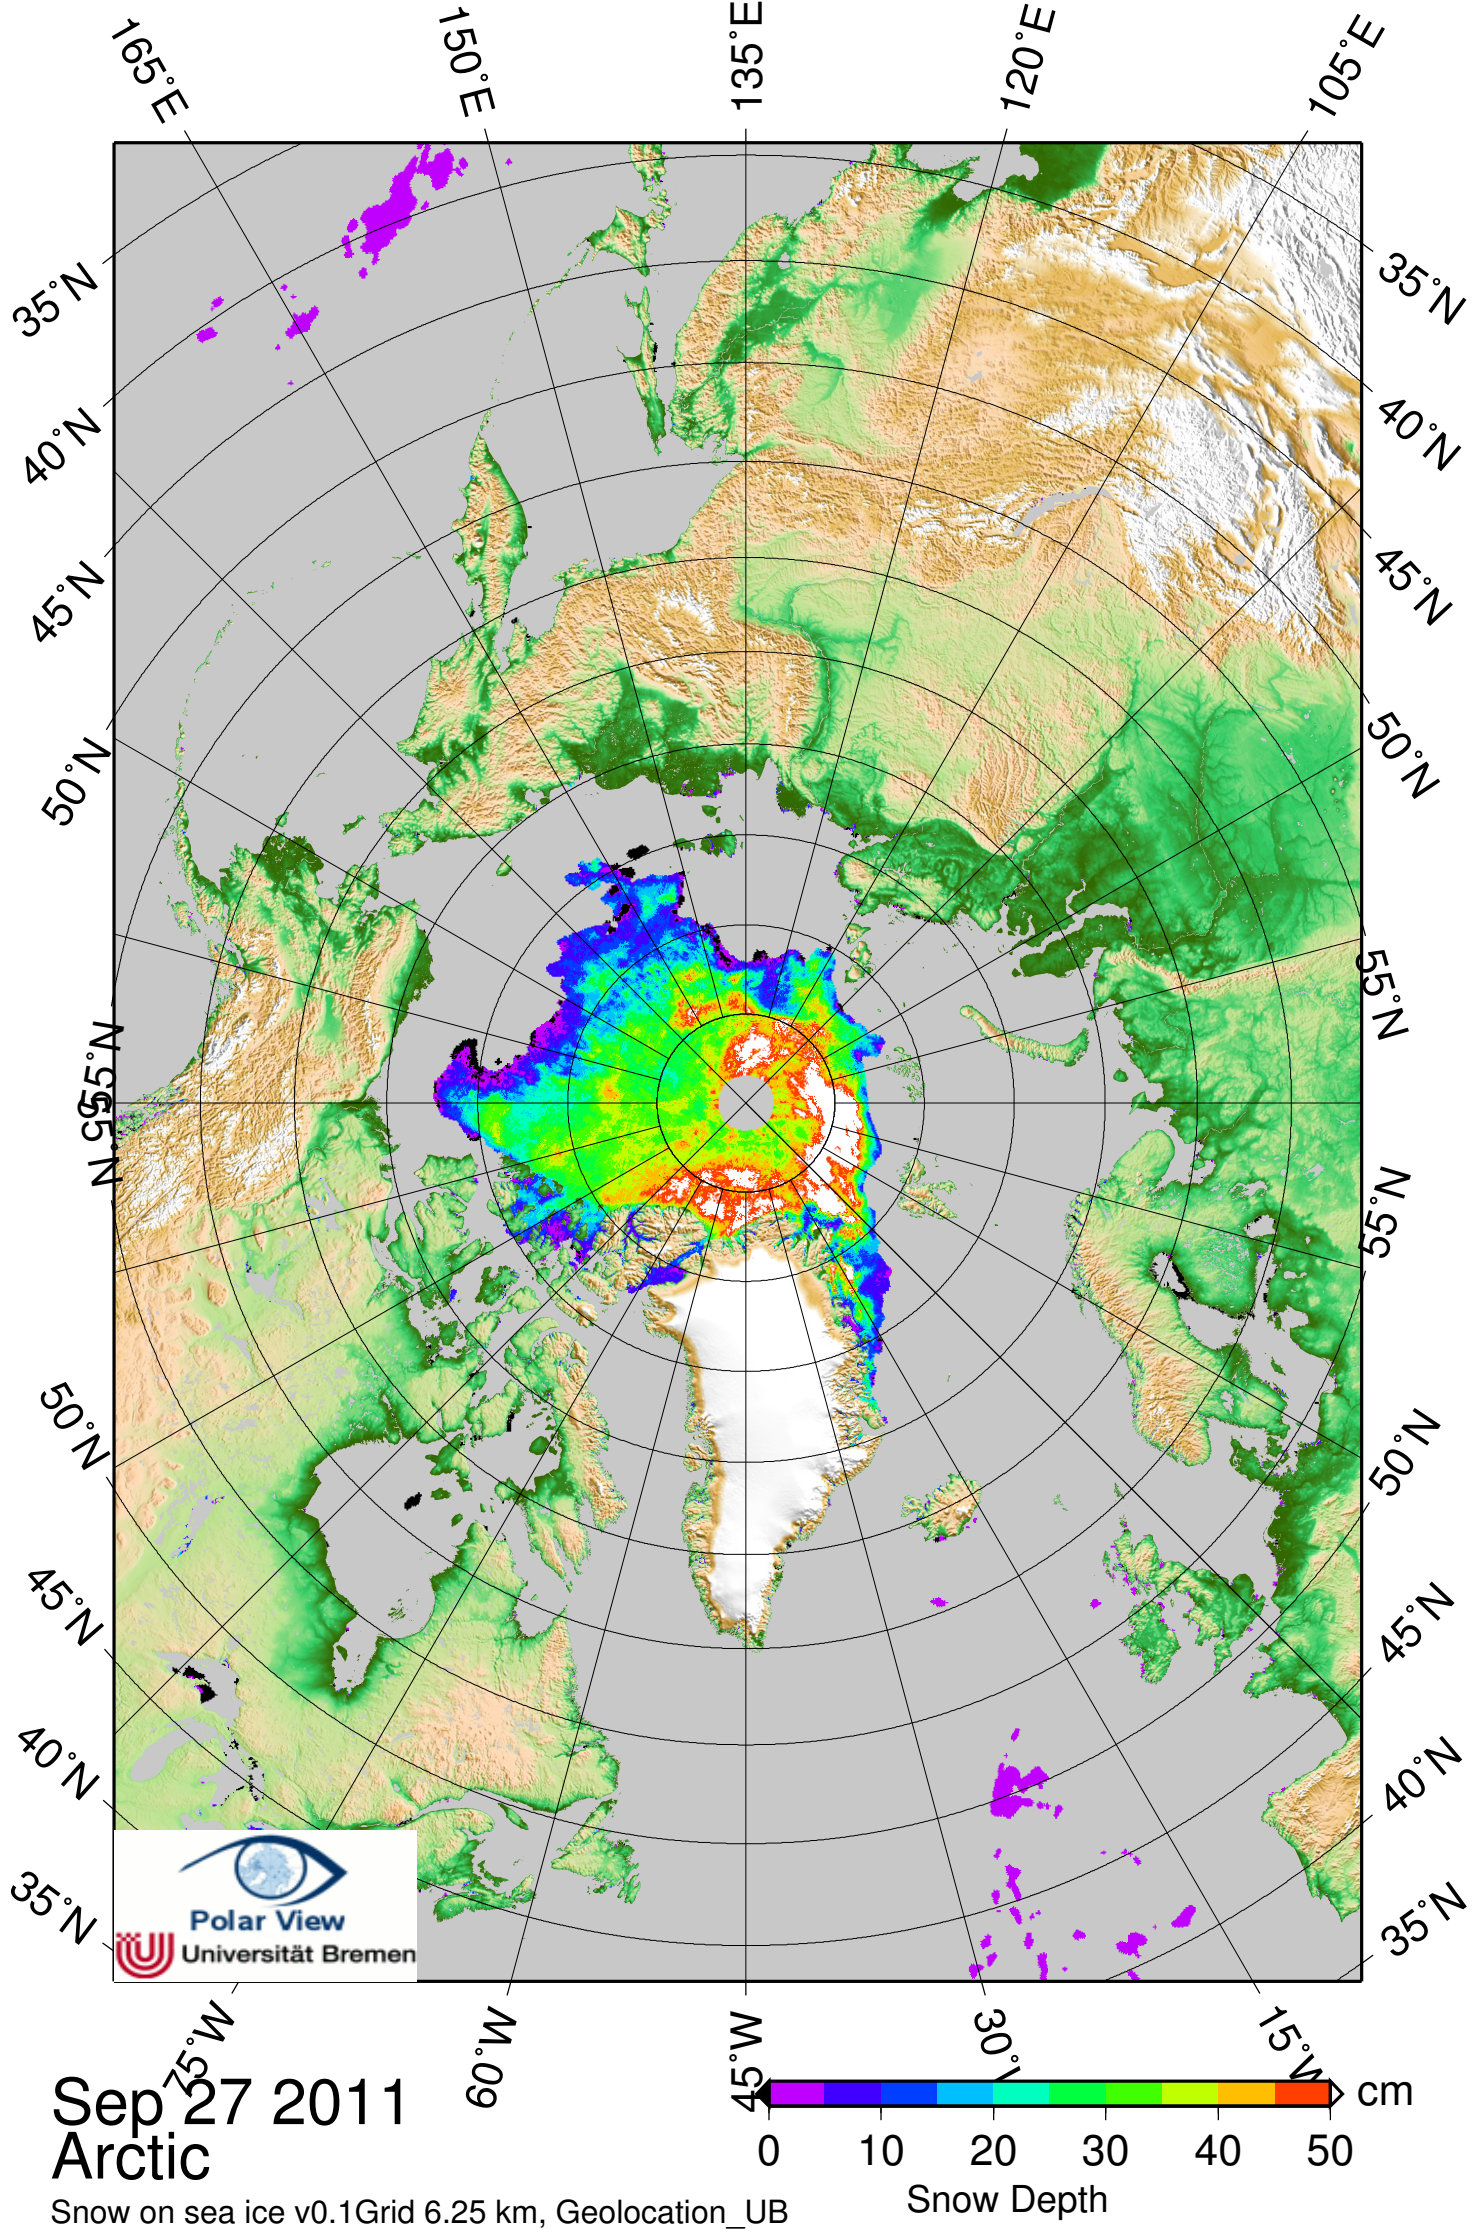 165°E 150°E 135°E 120°E 105°E
35°N 35°N
40°N 40°N
45°N 45°N
50°N 50°N
55°N 55°N
55°N 55°N
50°N 50°N
45°N 45°N
40°N 40°N
35°N 35°N
Polar View
Universität Bremen
75°W 60°W 45°W 30°W 15°W
Sep 27 2011
Arctic
Snow on sea ice v0.1Grid 6.25 km, Geolocation_UB
cm
0 10 20 30 40 50
Snow Depth